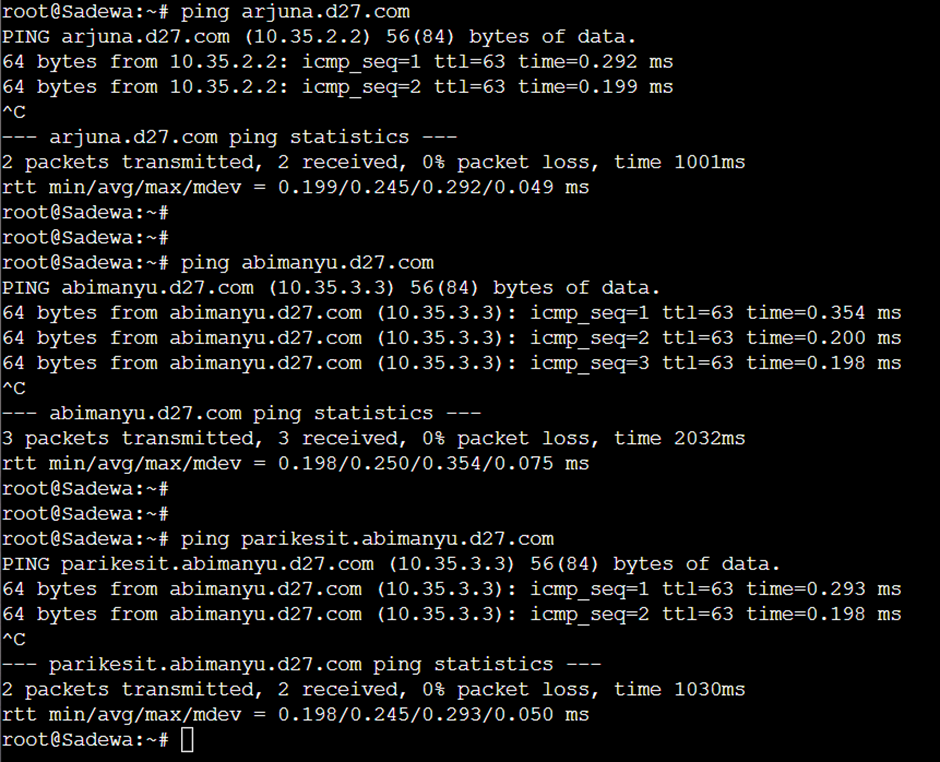 root@Sadewa:~# ping arjuna.d27.com
PING arjuna.d27.com (10.35.2.2) 56(84) bytes of data.
64 bytes from 10.35.2.2: icmp_seq=1 ttl=63 time=0.292 ms
64 bytes from 10.35.2.2: icmp_seq=2 ttl=63 time=0.199 ms
^C
--- arjuna.d27.com ping statistics ---
2 packets transmitted, 2 received, 0% packet loss, time 1001ms
rtt min/avg/max/mdev = 0.199/0.245/0.292/0.049 ms
root@Sadewa:~#
root@Sadewa:~#
root@Sadewa:~# ping abimanyu.d27.com
PING abimanyu.d27.com (10.35.3.3) 56(84) bytes of data.
64 bytes from abimanyu.d27.com (10.35.3.3): icmp_seq=1 ttl=63 time=0.354 ms
64 bytes from abimanyu.d27.com (10.35.3.3): icmp_seq=2 ttl=63 time=0.200 ms
64 bytes from abimanyu.d27.com (10.35.3.3): icmp_seq=3 ttl=63 time=0.198 ms
^C
--- abimanyu.d27.com ping statistics ---
3 packets transmitted, 3 received, 0% packet loss, time 2032ms
rtt min/avg/max/mdev = 0.198/0.250/0.354/0.075 ms
root@Sadewa:~#
root@Sadewa:~#
root@Sadewa:~# ping parikesit.abimanyu.d27.com
PING parikesit.abimanyu.d27.com (10.35.3.3) 56(84) bytes of data.
64 bytes from abimanyu.d27.com (10.35.3.3): icmp_seq=1 ttl=63 time=0.293 ms
64 bytes from abimanyu.d27.com (10.35.3.3): icmp_seq=2 ttl=63 time=0.198 ms
^C
--- parikesit.abimanyu.d27.com ping statistics ---
2 packets transmitted, 2 received, 0% packet loss, time 1030ms
rtt min/avg/max/mdev = 0.198/0.245/0.293/0.050 ms
root@Sadewa:~#